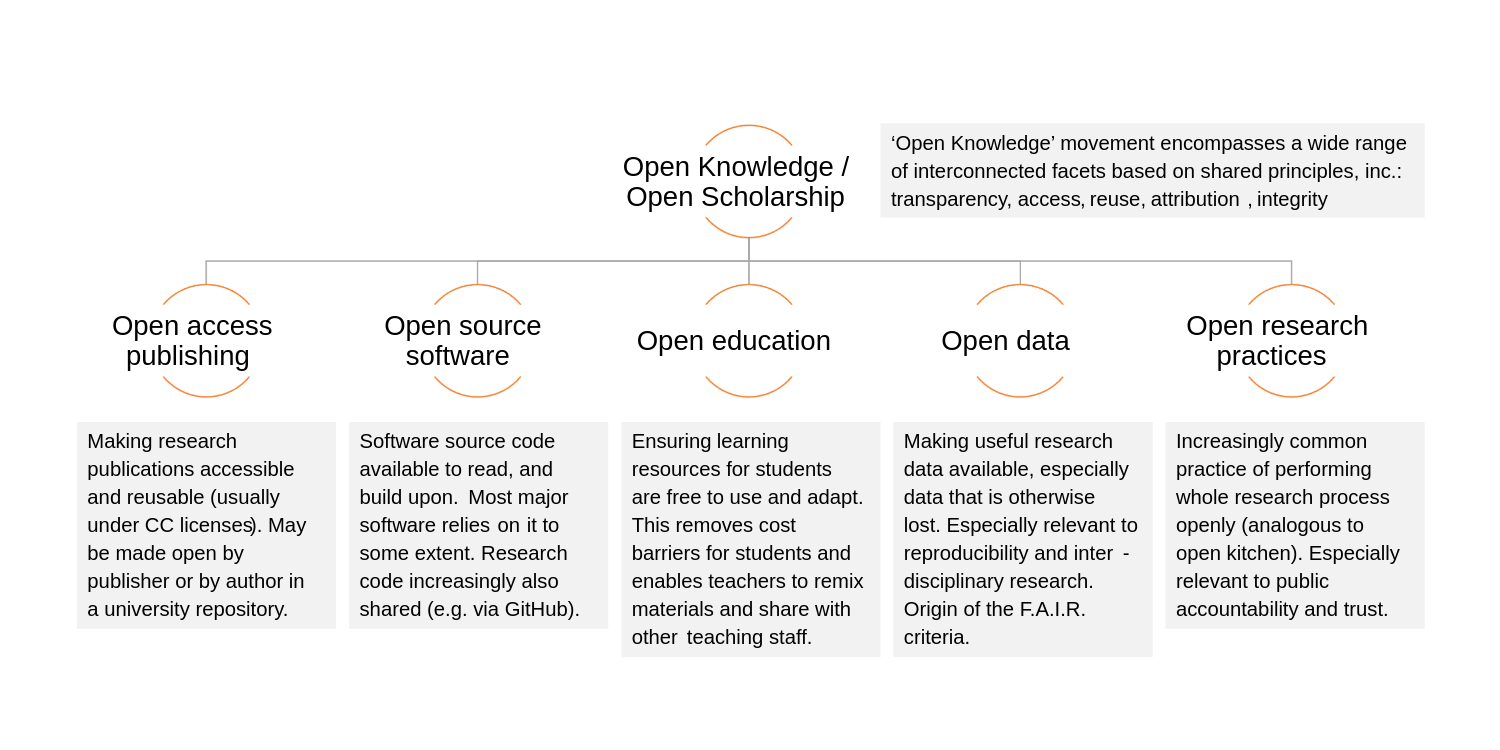 Open Knowledge /
Open Scholarship
‘Open Knowledge’ movement encompasses a wide range
of interconnected facets based on shared principles, inc.:
transparency, access, reuse, attribution , integrity
Open access
publishing
Open source
software
Open education
Open data
Open research
practices
Making research
publications accessible
and reusable (usually
under CC licenses). May
be made open by
publisher or by author in
a university repository.
Software source code
available to read, and
build upon. Most major
software relies on it to
some extent. Research
code increasingly also
shared (e.g. via GitHub).
Ensuring learning
resources for students
are free to use and adapt.
This removes cost
barriers for students and
enables teachers to remix
materials and share with
other teaching staff.
Making useful research
data available, especially
data that is otherwise
lost. Especially relevant to
reproducibility and inter -
disciplinary research.
Origin of the F.A.I.R.
criteria.
Increasingly common
practice of performing
whole research process
openly (analogous to
open kitchen). Especially
relevant to public
accountability and trust.